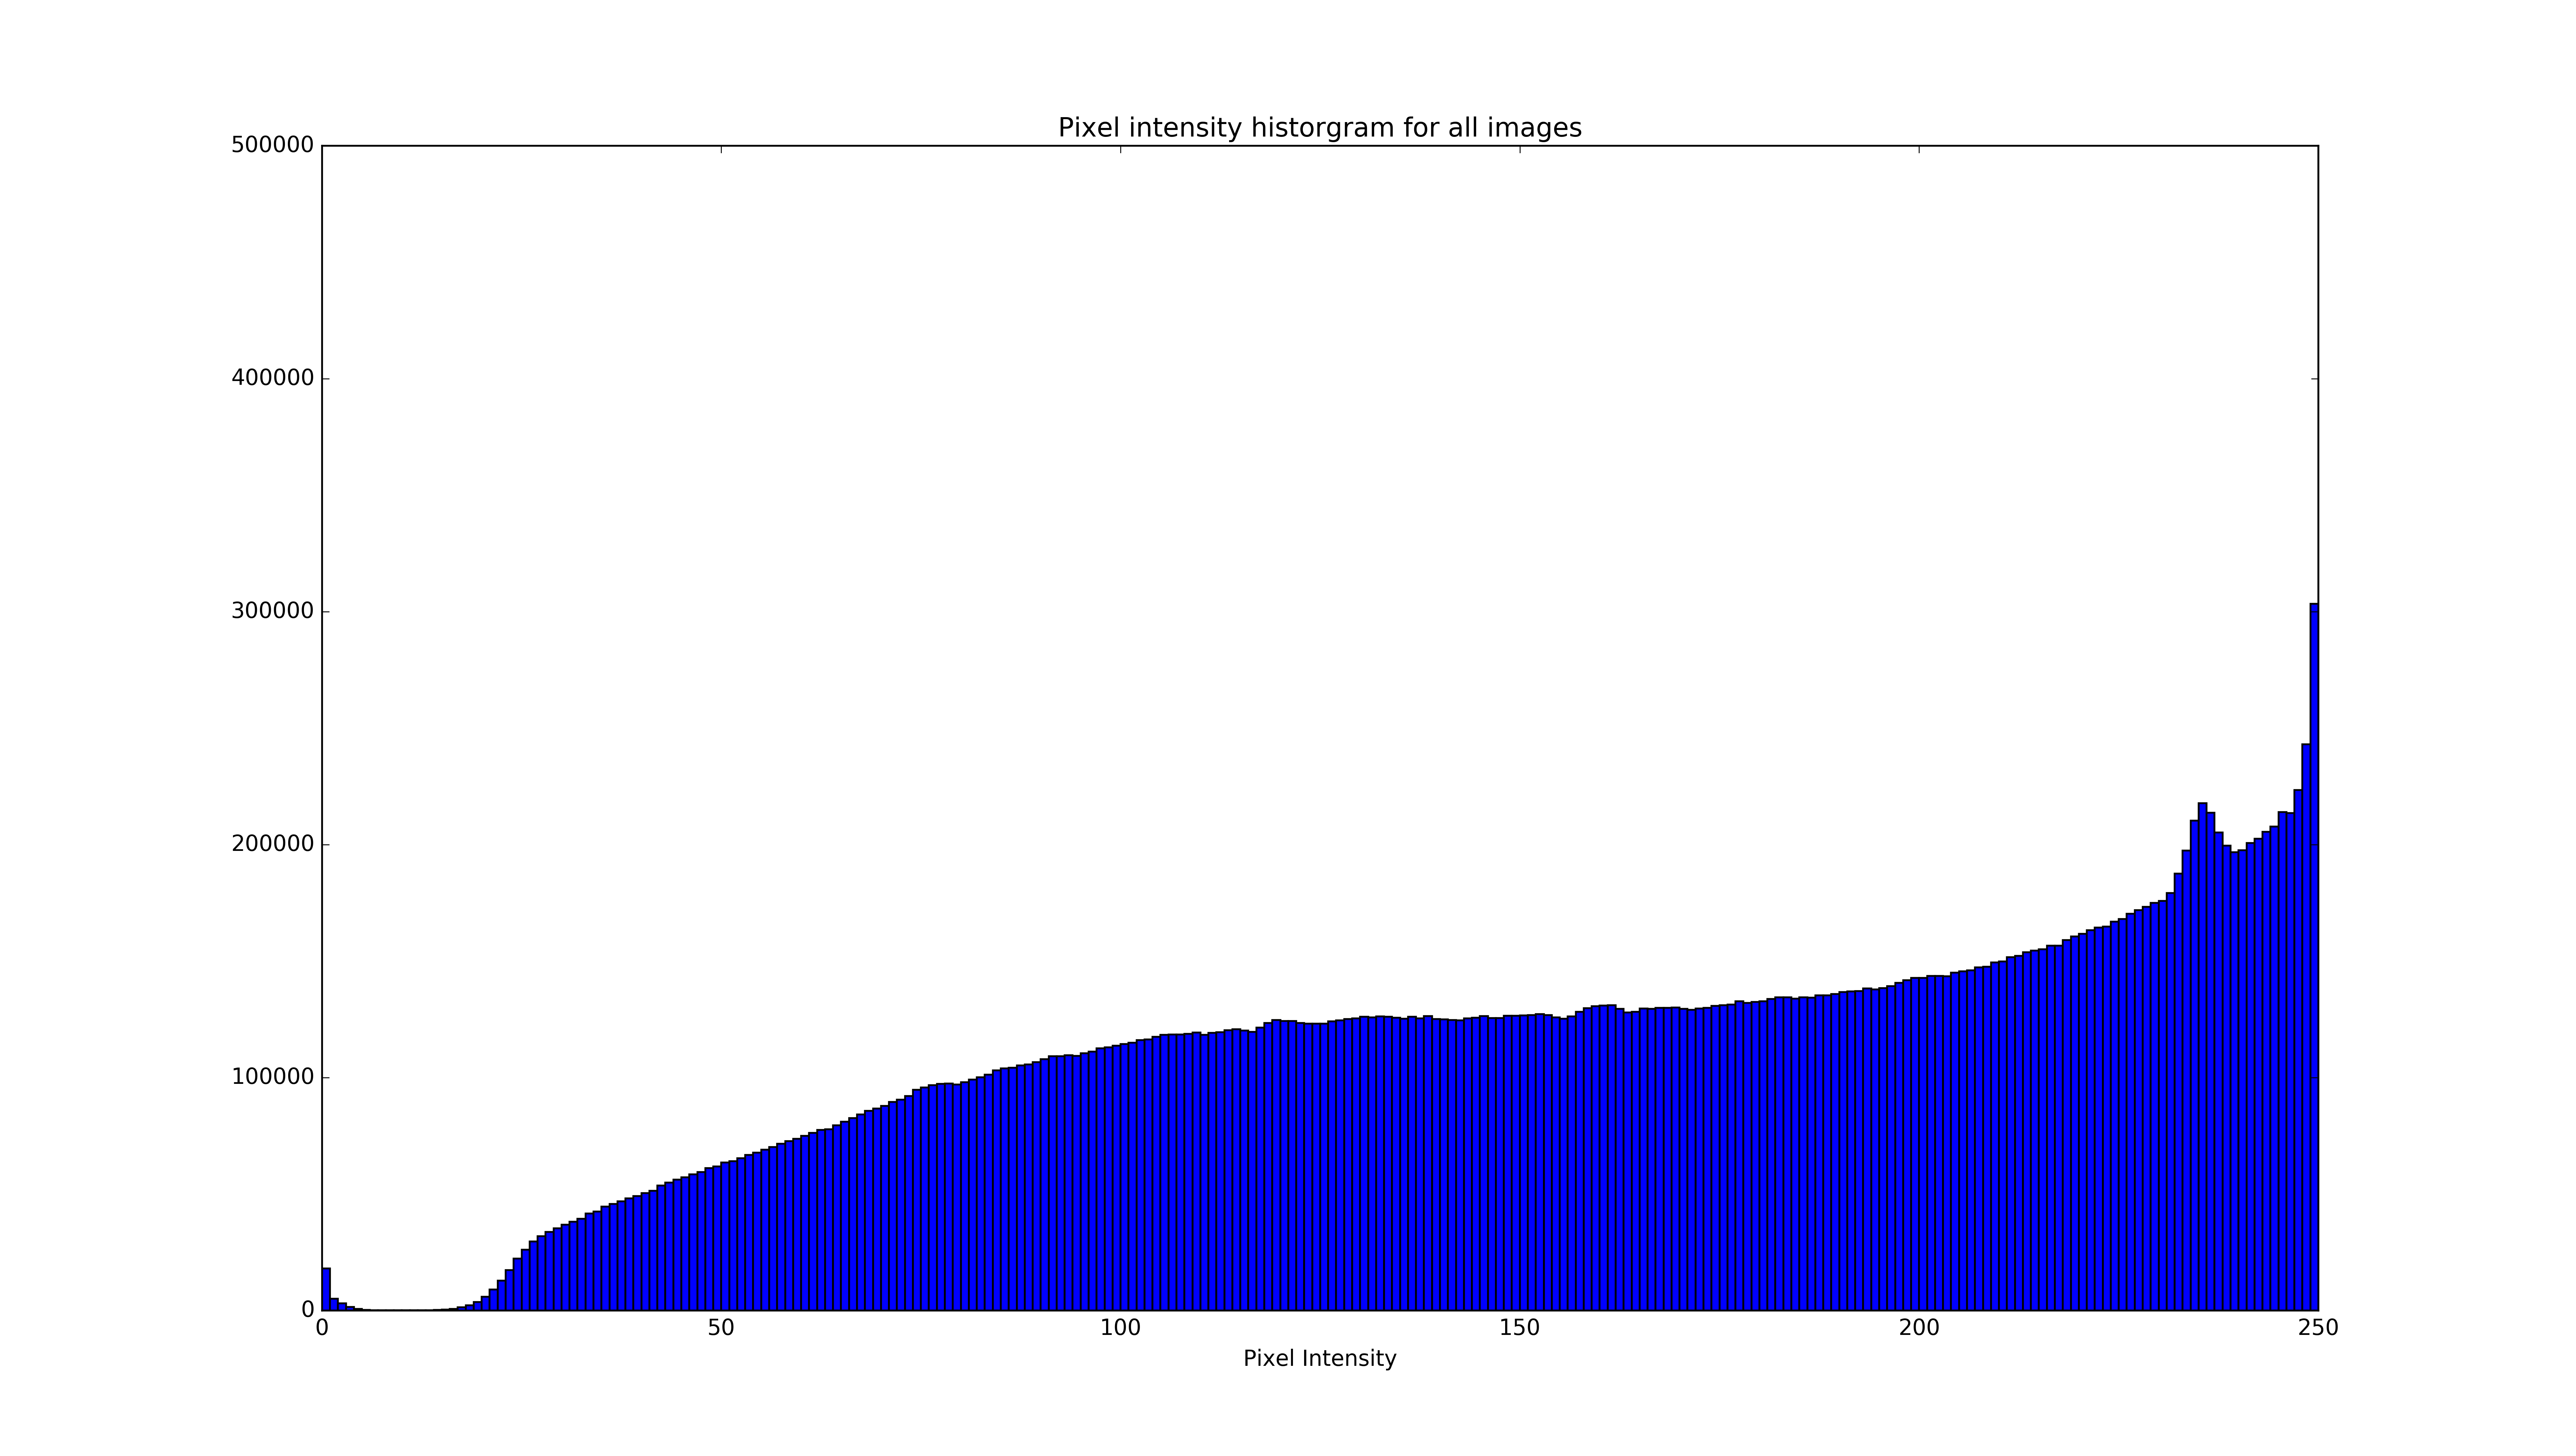 Pixel intensity historgram for all images
500000
400000
300000
200000
100000
0
0 50 100 150 200 250
Pixel Intensity